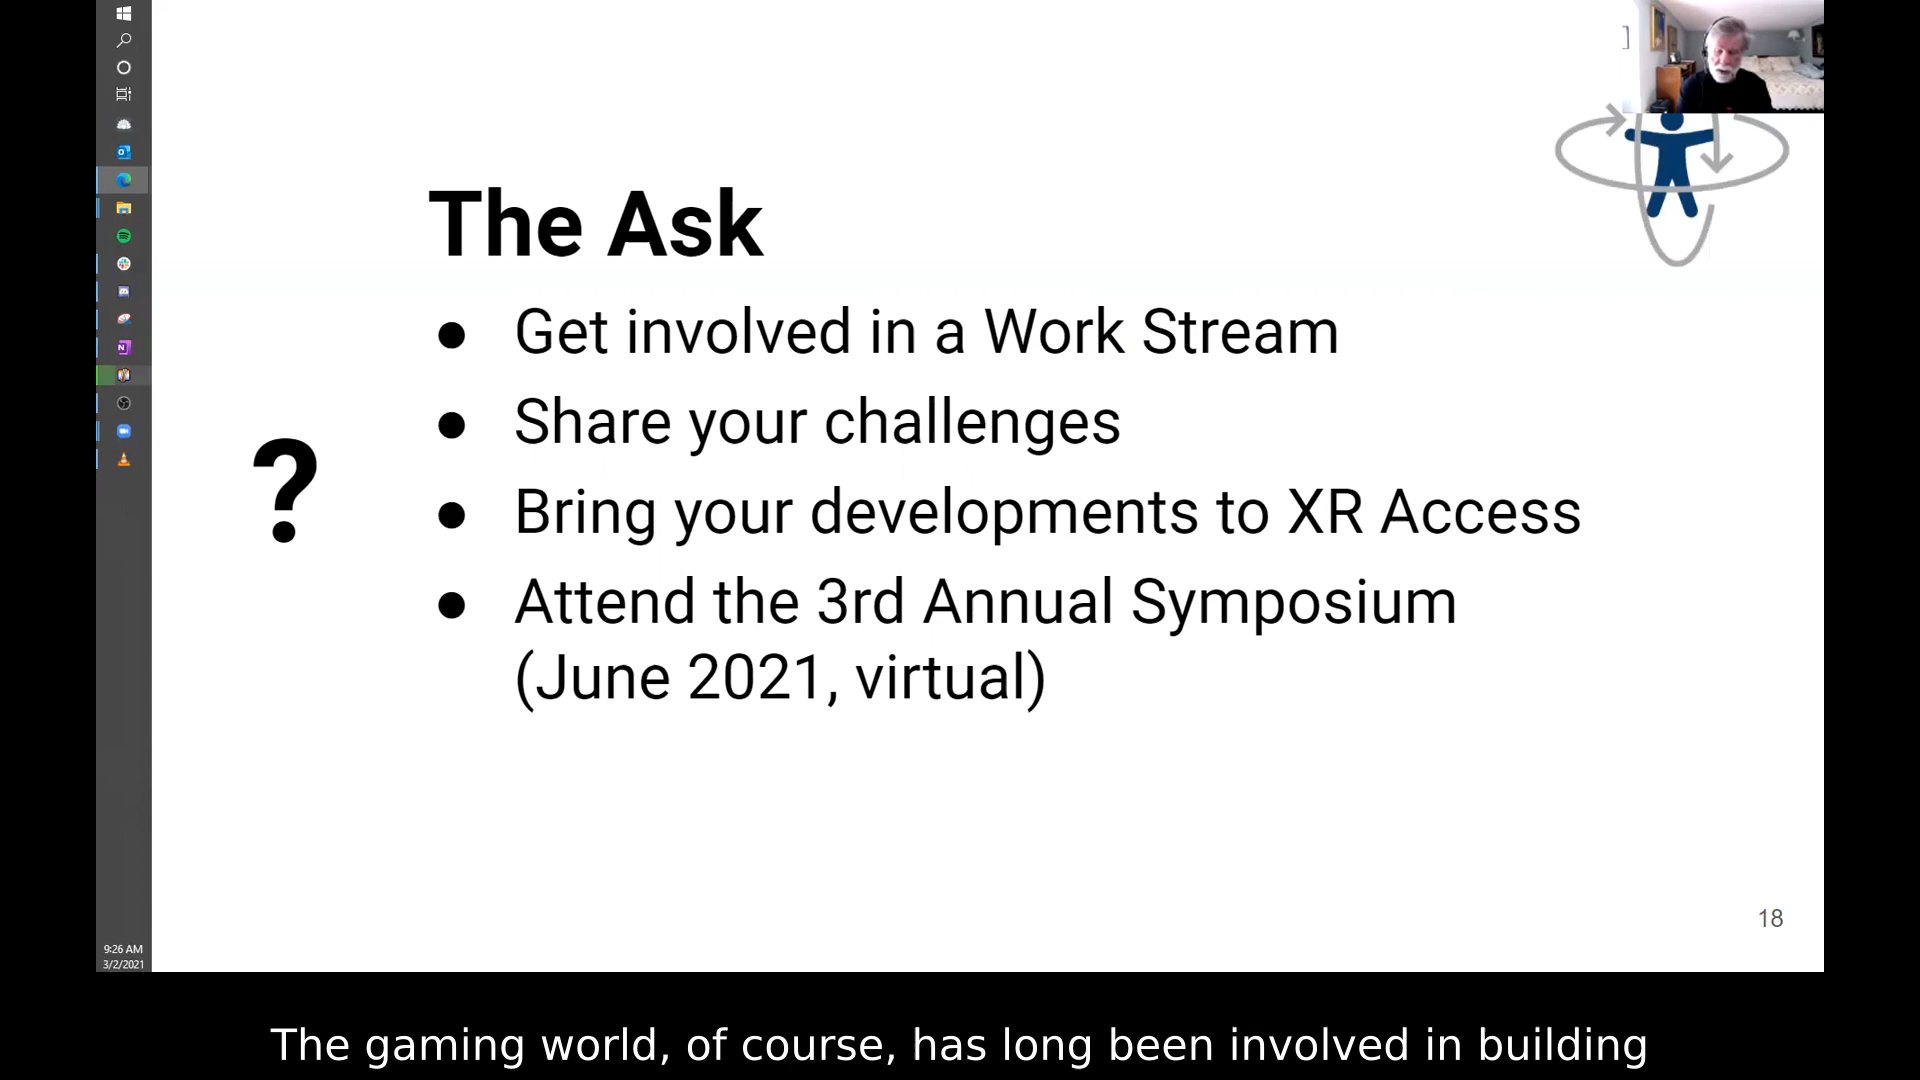 The Ask
● Get involved in a Work Stream
● Share your challenges
● Bring your developments to XR Access
● Attend the 3rd Annual Symposium
(June 2021, virtual)
?
18
9:26 AM
3/2/2021
The gaming world, of course, has long been involved in building